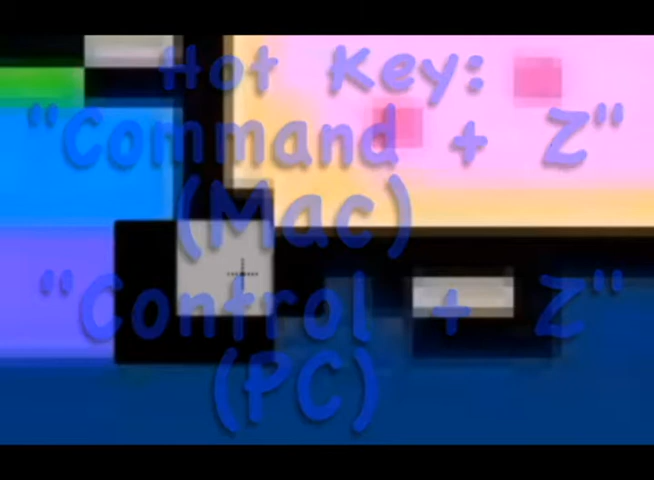 Hot Key:
"Command + Z"
(Mac)
"Control + Z"
(PC)